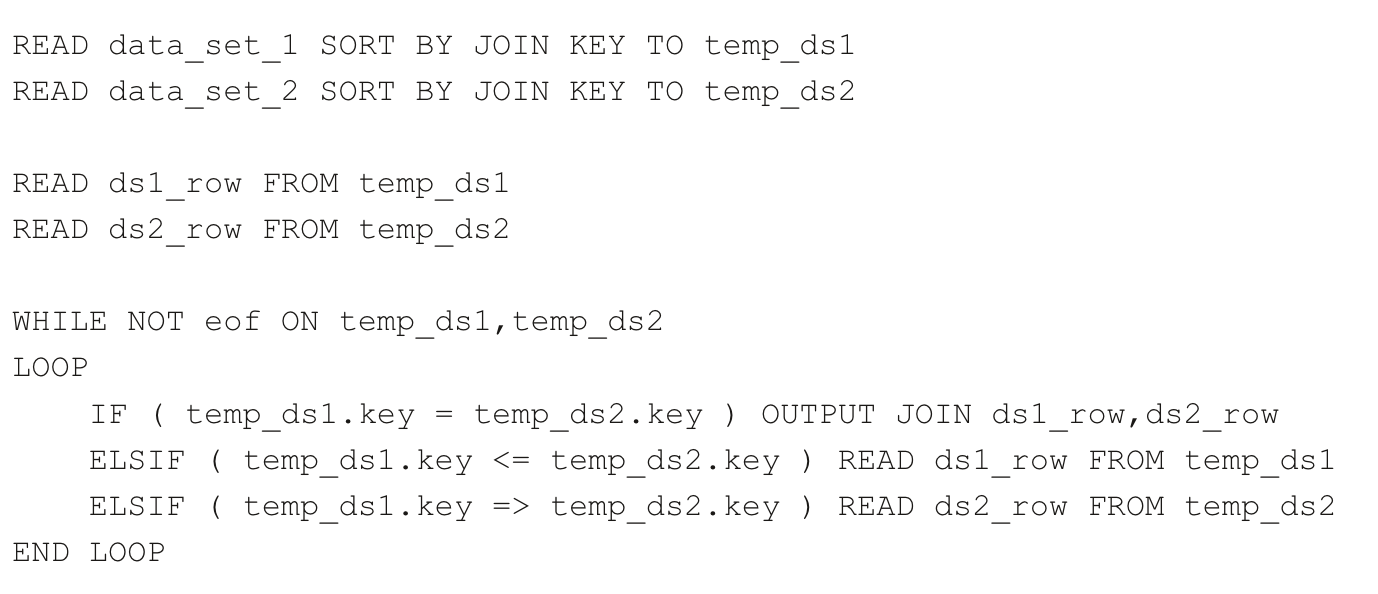 READ data_set_1 SORT BY JOIN KEY TO temp_ds1
READ data_set_2 SORT BY JOIN KEY TO temp_ds2
READ ds1_row FROM temp_ds1
READ ds2_row FROM temp_ds2
WHILE NOT eof ON temp_ds1,temp_ds2
LOOP
IF ( temp_ds1.key = temp_ds2.key ) OUTPUT JOIN ds1_row,ds2_row
ELSIF ( temp_ds1.key <= temp_ds2.key ) READ ds1_row FROM temp_ds1
ELSIF ( temp_ds1.key => temp_ds2.key ) READ ds2_row FROM temp_ds2
END LOOP